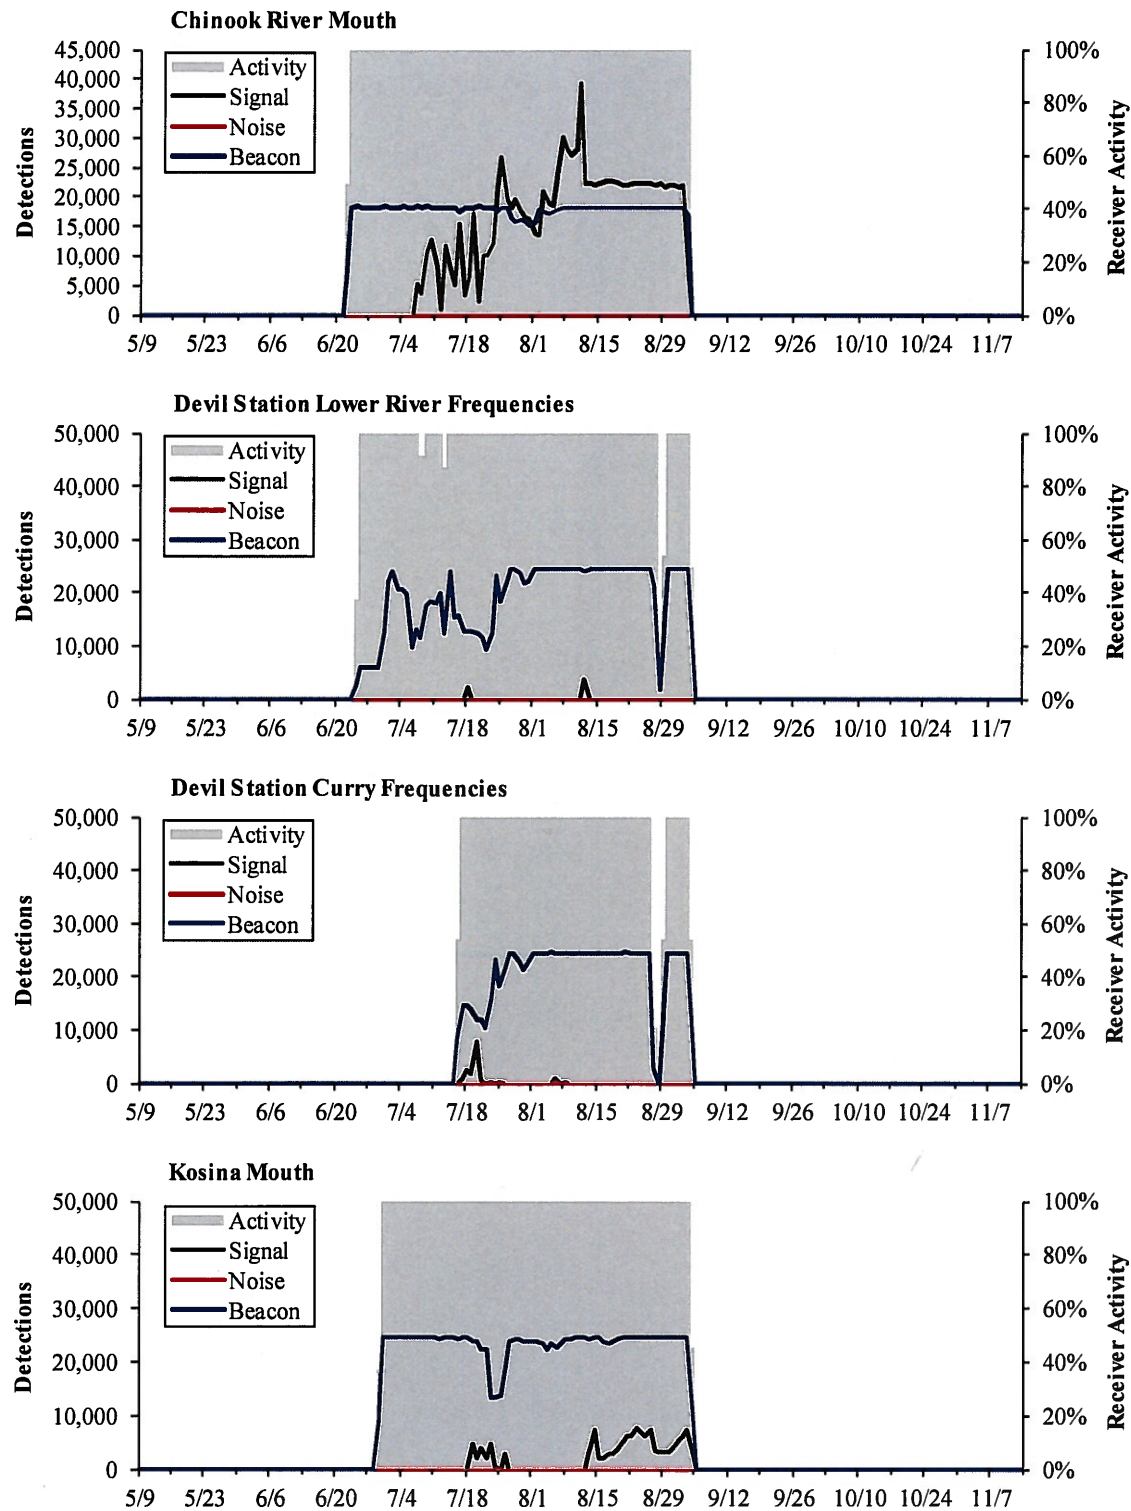 Chinook River Mouth
45,000
40,000
35,000
30,000
25,000
20,000
15,000
10,000
5,000
0
Detections
Activity
Signal
Noise
Beacon
100%
80%
60%
40%
20%
0%
Receiver Activity
5/9 5/23 6/6 6/20 7/4 7/18 8/1 8/15 8/29 9/12 9/26 10/10 10/24 11/7
Devil Station Lower River Frequencies
50,000
40,000
30,000
20,000
10,000
0
Detections
Activity
Signal
Noise
Beacon
100%
80%
60%
40%
20%
0%
Receiver Activity
5/9 5/23 6/6 6/20 7/4 7/18 8/1 8/15 8/29 9/12 9/26 10/10 10/24 11/7
Devil Station Curry Frequencies
50,000
40,000
30,000
20,000
10,000
0
Detections
Activity
Signal
Noise
Beacon
100%
80%
60%
40%
20%
0%
Receiver Activity
5/9 5/23 6/6 6/20 7/4 7/18 8/1 8/15 8/29 9/12 9/26 10/10 10/24 11/7
Kosina Mouth
50,000
40,000
30,000
20,000
10,000
0
Detections
Activity
Signal
Noise
Beacon
100%
80%
60%
40%
20%
0%
Receiver Activity
5/9 5/23 6/6 6/20 7/4 7/18 8/1 8/15 8/29 9/12 9/26 10/10 10/24 11/7